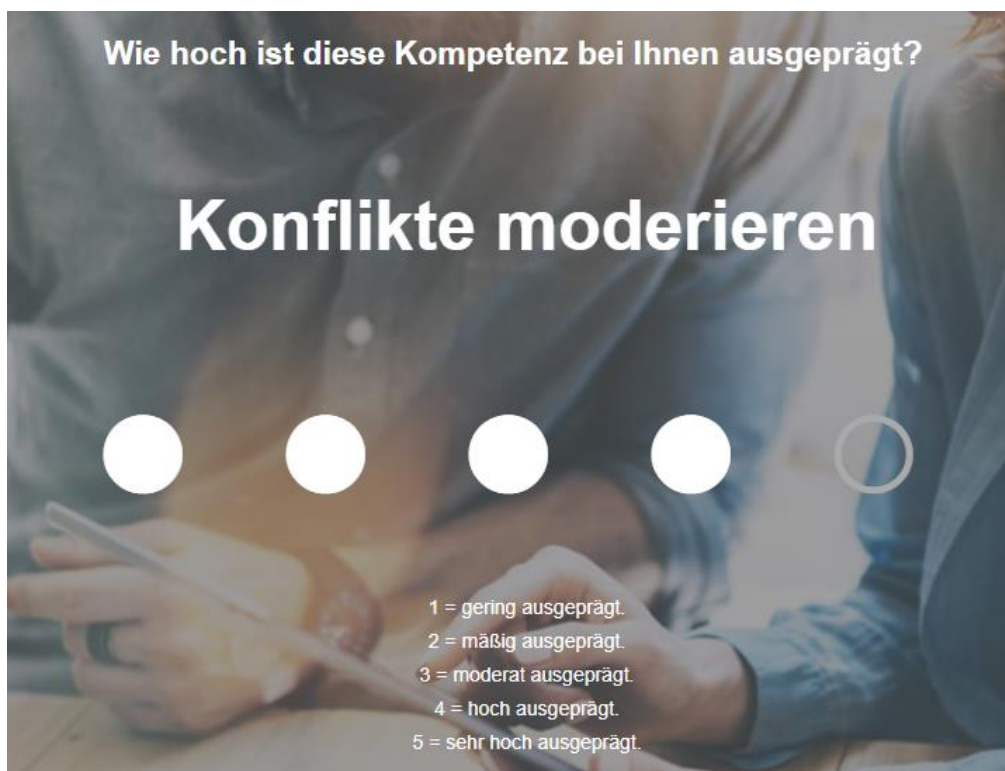 Wie hoch ist diese Kompetenz bei Ihnen ausgeprägt?
Konflikte moderieren
1 = gering ausgeprägt.
2 = mäßig ausgeprägt.
3 = moderat ausgeprägt.
4 = hoch ausgeprägt.
5 = sehr hoch ausgeprägt.